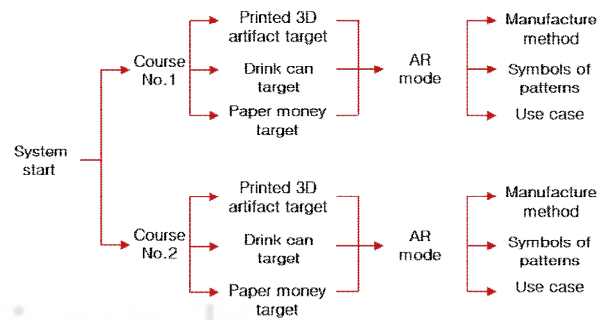 System
start
Course
No.1
Printed 3D
artifact target
Drink can
target
Paper money
target
AR
mode
Manufacture
method
Symbols of
patterns
Use case
Course
No.2
Printed 3D
artifact target
Drink can
target
Paper money
target
AR
mode
Manufacture
method
Symbols of
patterns
Use case